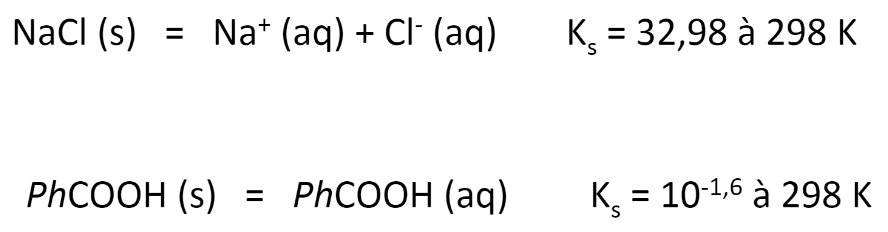 NaCl (s) = Na⁺ (aq) + Cl⁻ (aq) Kₛ = 32,98 à 298 K
PhCOOH (s) = PhCOOH (aq) Kₛ = 10⁻¹,⁶ à 298 K